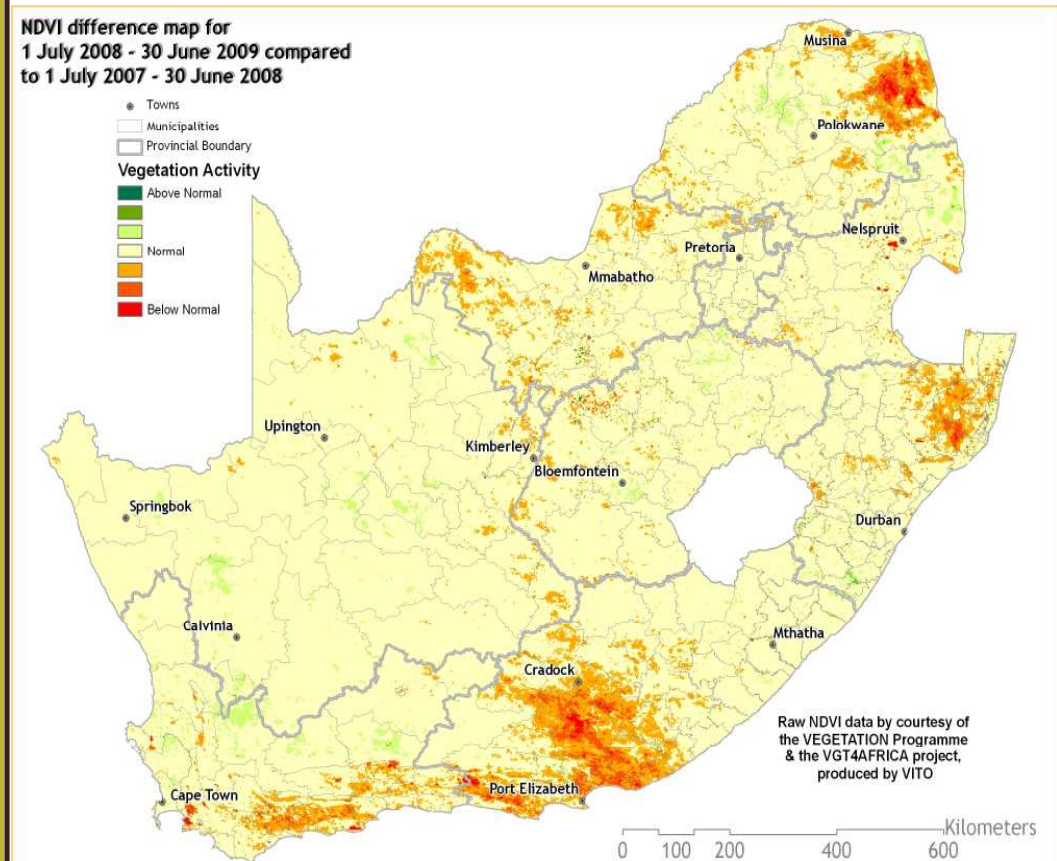 NDVI difference map for
1 July 2008 - 30 June 2009 compared
to 1 July 2007 - 30 June 2008
Towns
Municipalities
Provincial Boundary
Vegetation Activity
Above Normal
Normal
Below Normal
Musina
Polokwane
Nelspruit
Pretoria
Mmabatho
Upington
Kimberley
Bloemfontein
Springbok
Durban
Calvinia
Mthatha
Cradock
Raw NDVI data by courtesy of
the VEGETATION Programme
& the VGT4AFRICA project,
produced by VITO
Port Elizabeth
Cape Town
Kilometers
0 100 200 400 600